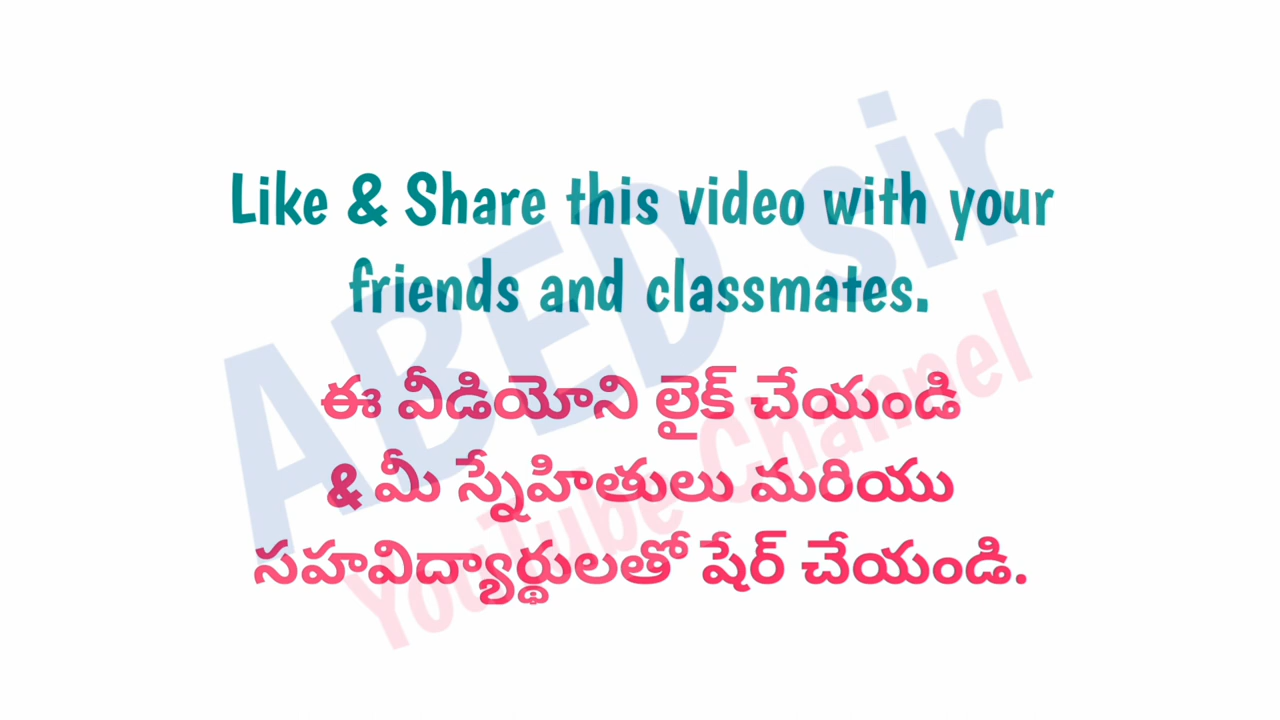 Like & Share this video with your
friends and classmates.
ఈ వీడియోని లైక్ చేయండి
& మీ స్నేహితులు మరియు
సహవిద్యార్థులతో షేర్ చేయండి.
ABED sir
YouTube Channel